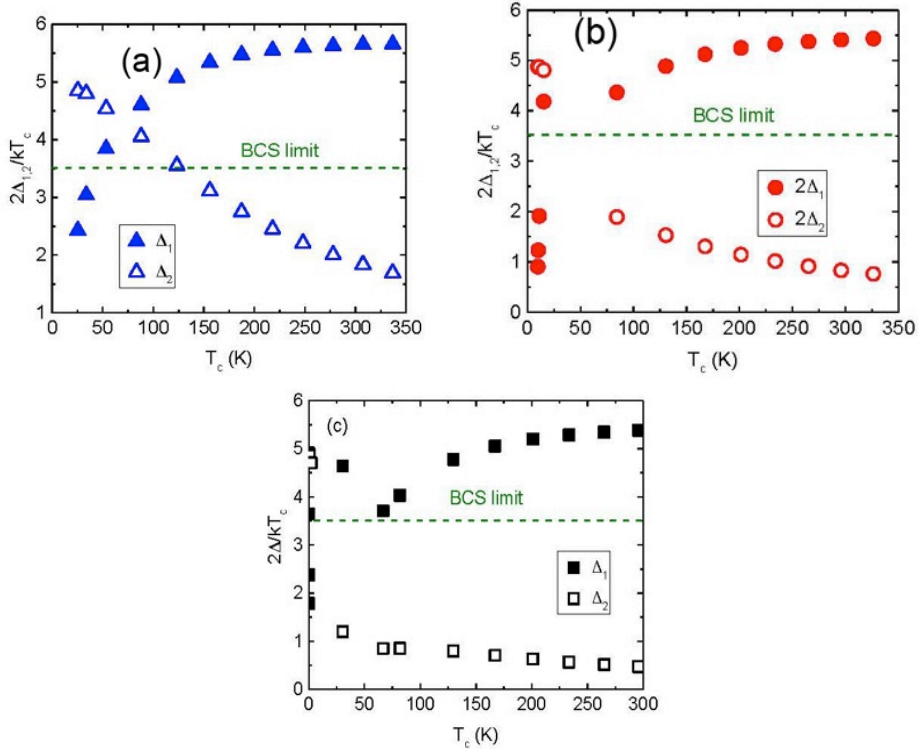 (a)
6
5
4
3
2
1
2Δ1,2/kTc
BCS limit
Δ1
Δ2
0 50 100 150 200 250 300 350
Tc (K)
(b)
6
5
4
3
2
1
0
2Δ1,2/kTc
BCS limit
2Δ1
2Δ2
0 50 100 150 200 250 300 350
Tc (K)
(c)
6
5
4
3
2
1
0
2Δ/kTc
BCS limit
Δ1
Δ2
0 50 100 150 200 250 300
Tc (K)